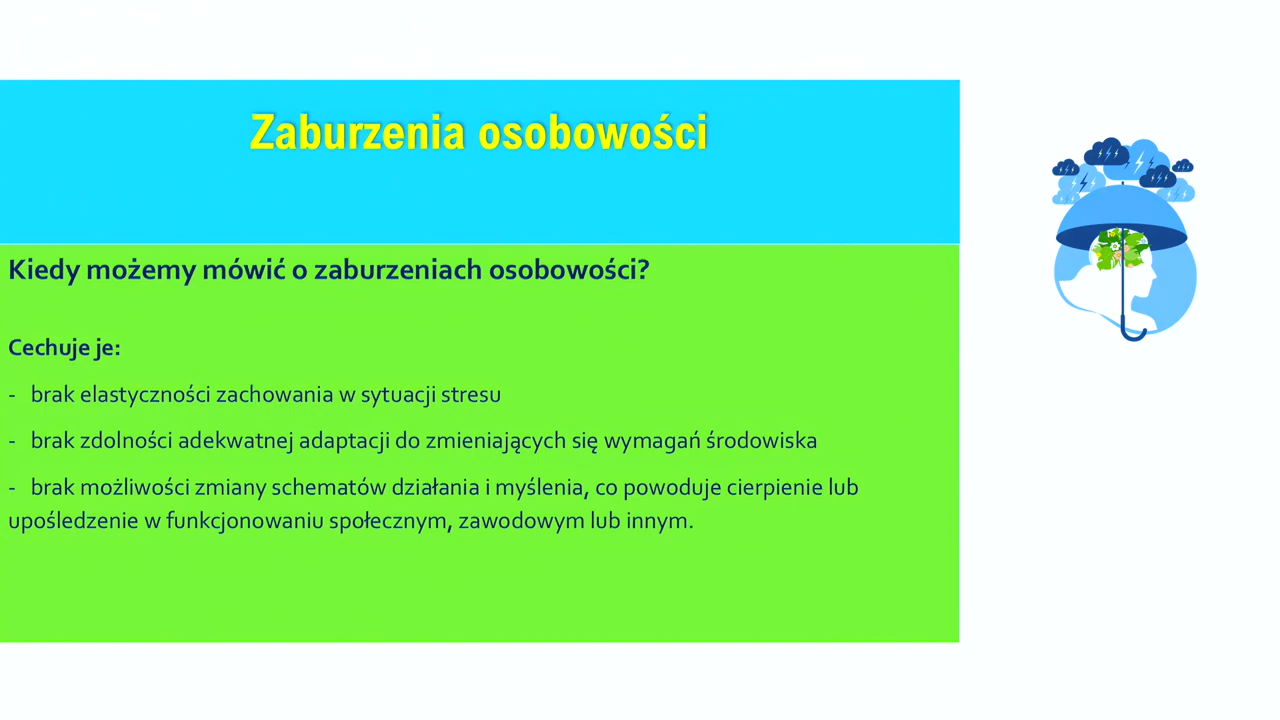 Zaburzenia osobowości
Kiedy możemy mówić o zaburzeniach osobowości?
Cechuje je:
- brak elastyczności zachowania w sytuacji stresu
- brak zdolności adekwatnej adaptacji do zmieniających się wymagań środowiska
- brak możliwości zmiany schematów działania i myślenia, co powoduje cierpienie lub
upośledzenie w funkcjonowaniu społecznym, zawodowym lub innym.